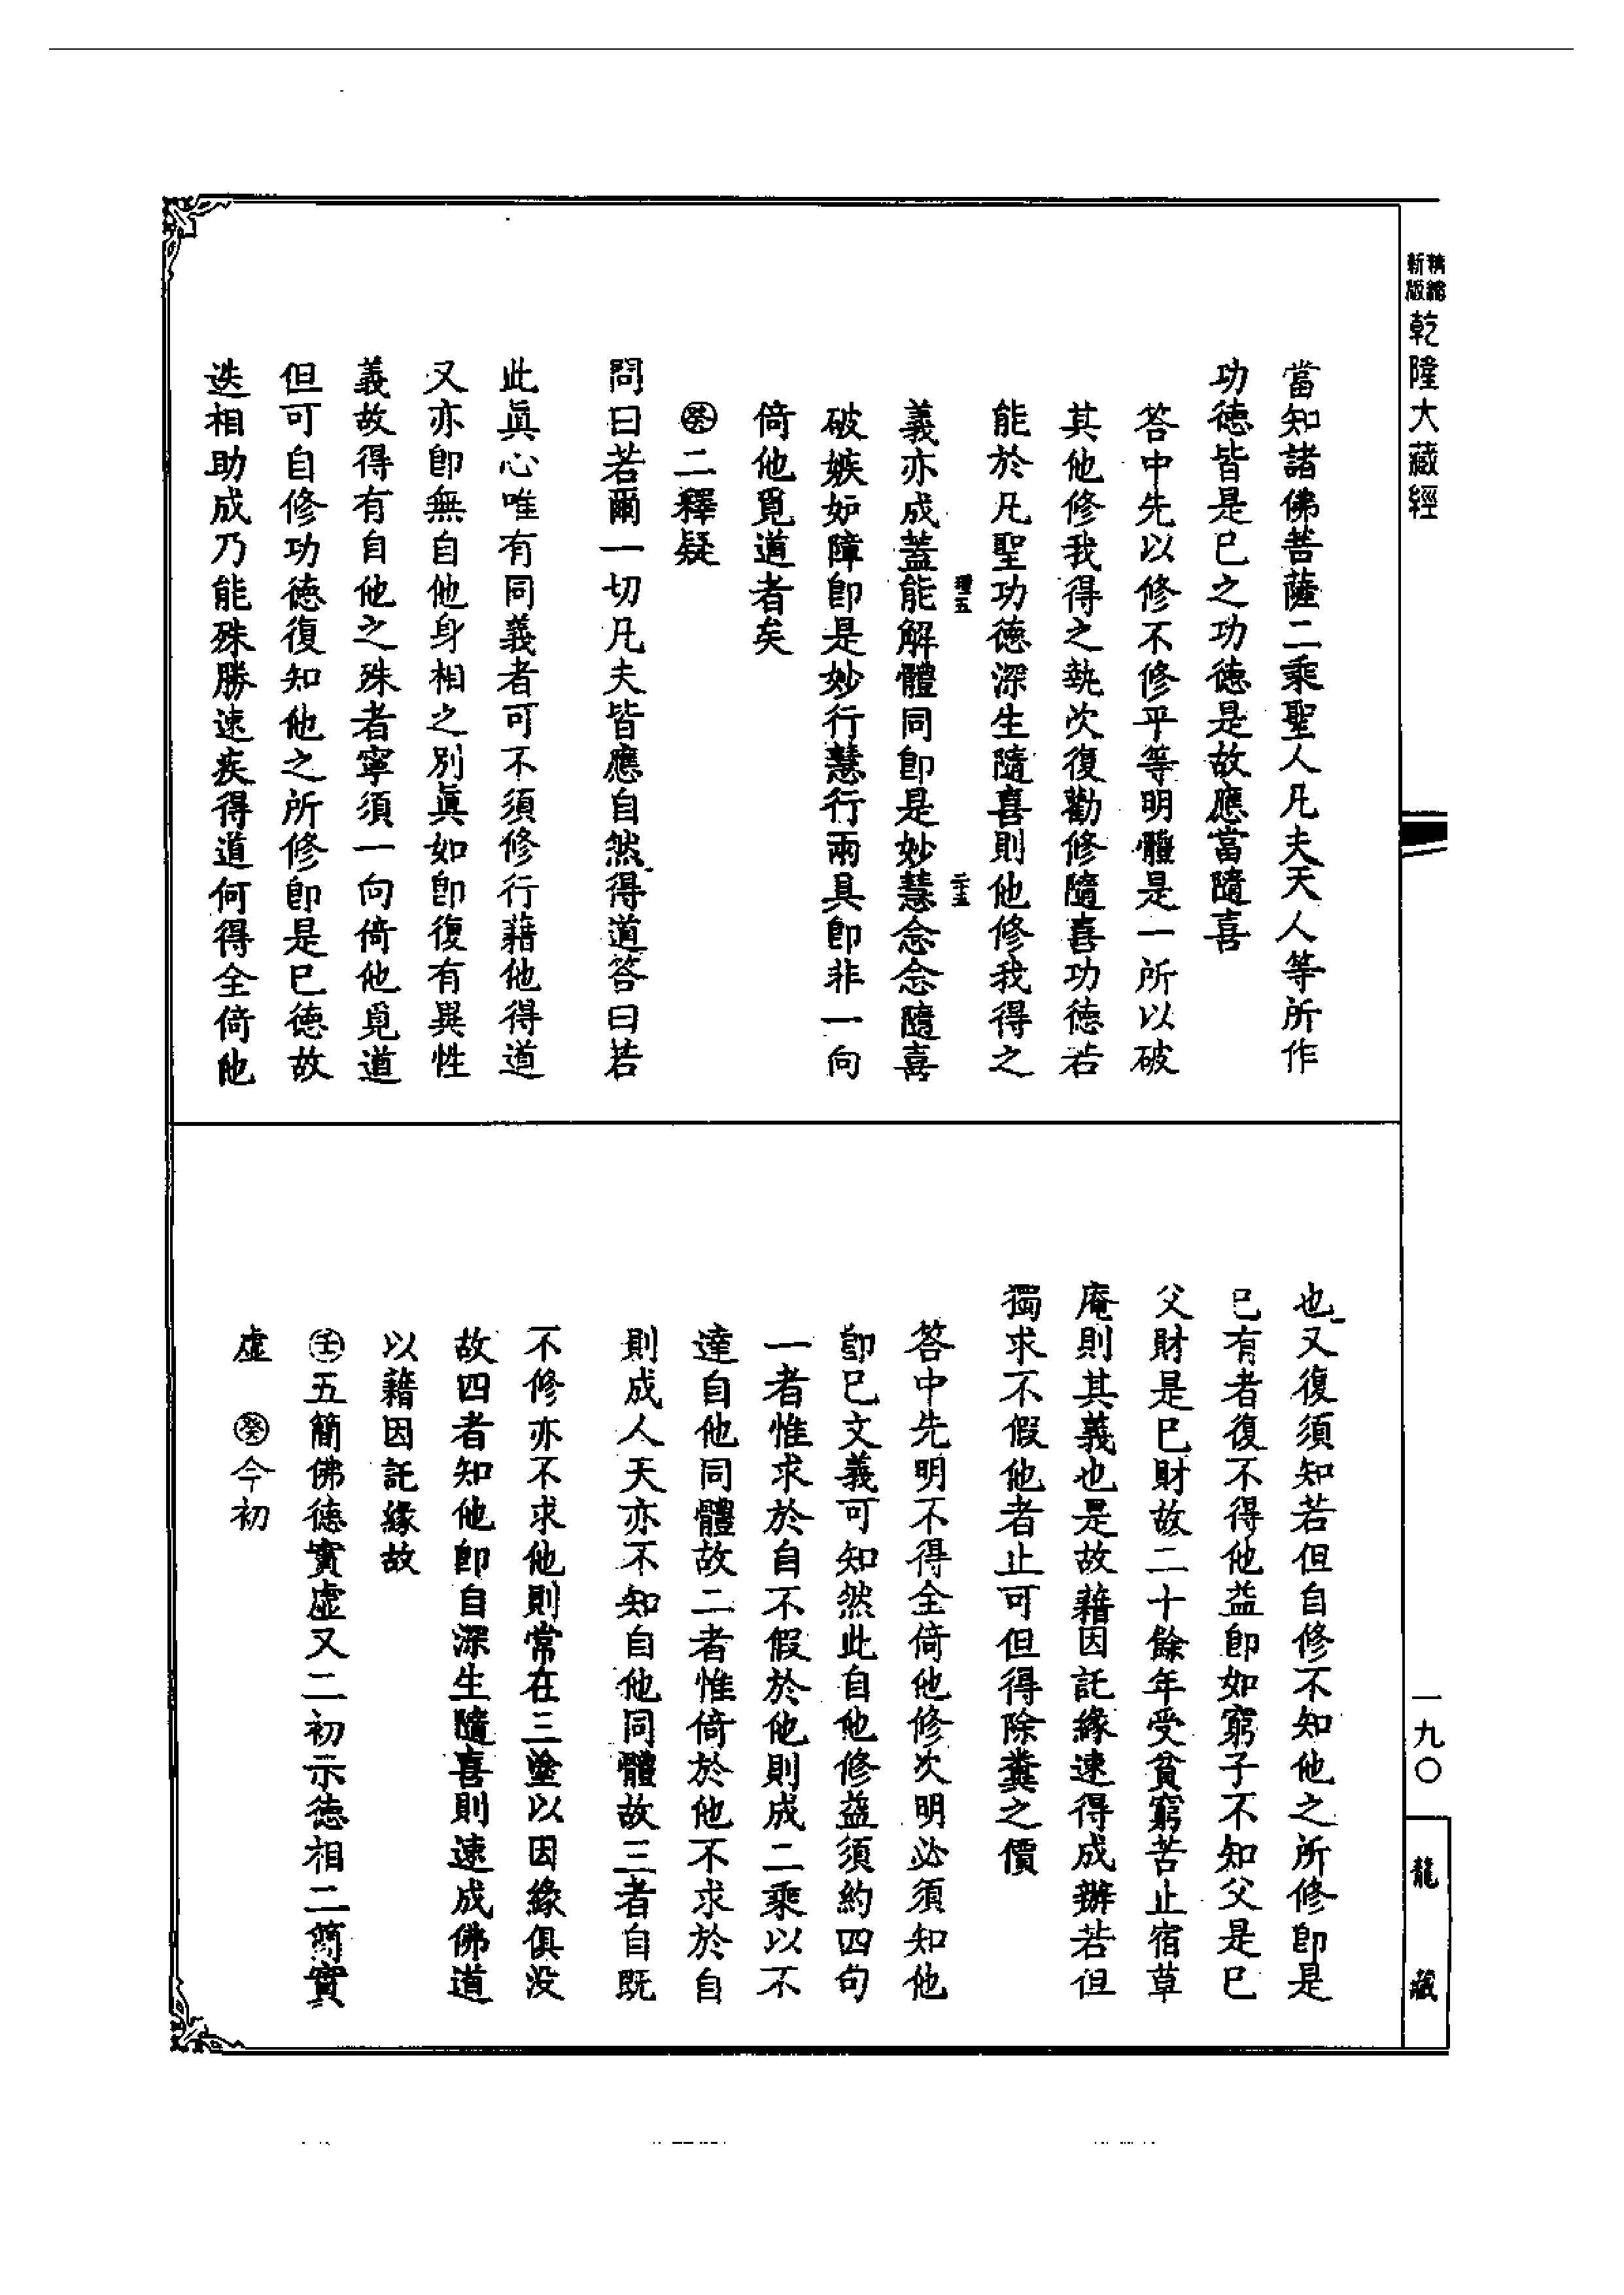 精縮
新版
乾隆大藏經
當知諸佛菩薩二乘聖人凡夫天人等所作
功德皆是已之功德是故應當隨喜
答中先以修不修平等明體是一所以破
其他修我得之執次復勸修隨喜功德若
能於凡聖功德深生隨喜則他修我得之
義亦成蓋能解體同卽是妙慧念念隨喜
破嫉妒障卽是妙行慧行兩具卽非一向
倚他覓道者矣
㊌二釋疑
問曰若爾一切凡夫皆應自然得道答曰若
此眞心唯有同義者可不須修行藉他得道
又亦卽無自他身相之別眞如卽復有異性
義故得有自他之殊者寧須一向倚他覓道
但可自修功德復知他之所修卽是已德故
迭相助成乃能殊勝速疾得道何得全倚他
也又復須知若但自修不知他之所修卽是
已有者復不得他益卽如窮子不知父是已
父財是已財故二十餘年受貧窮苦止宿草
庵則其義也是故藉因託緣速得成辦若但
獨求不假他者止可但得除糞之價
答中先明不得全倚他修次明必須知他
卽已文義可知然此自他修益須約四句
一者惟求於自不假於他則成二乘以不
達自他同體故二者惟倚於他不求於自
則成人天亦不知自他同體故三者自旣
不修亦不求他則常在三塗以因緣俱沒
故四者知他卽自深生隨喜則速成佛道
以藉因託緣故
壬五簡佛德實虛又二初示德相二簡實
虛　癸今初
一九〇
龍藏